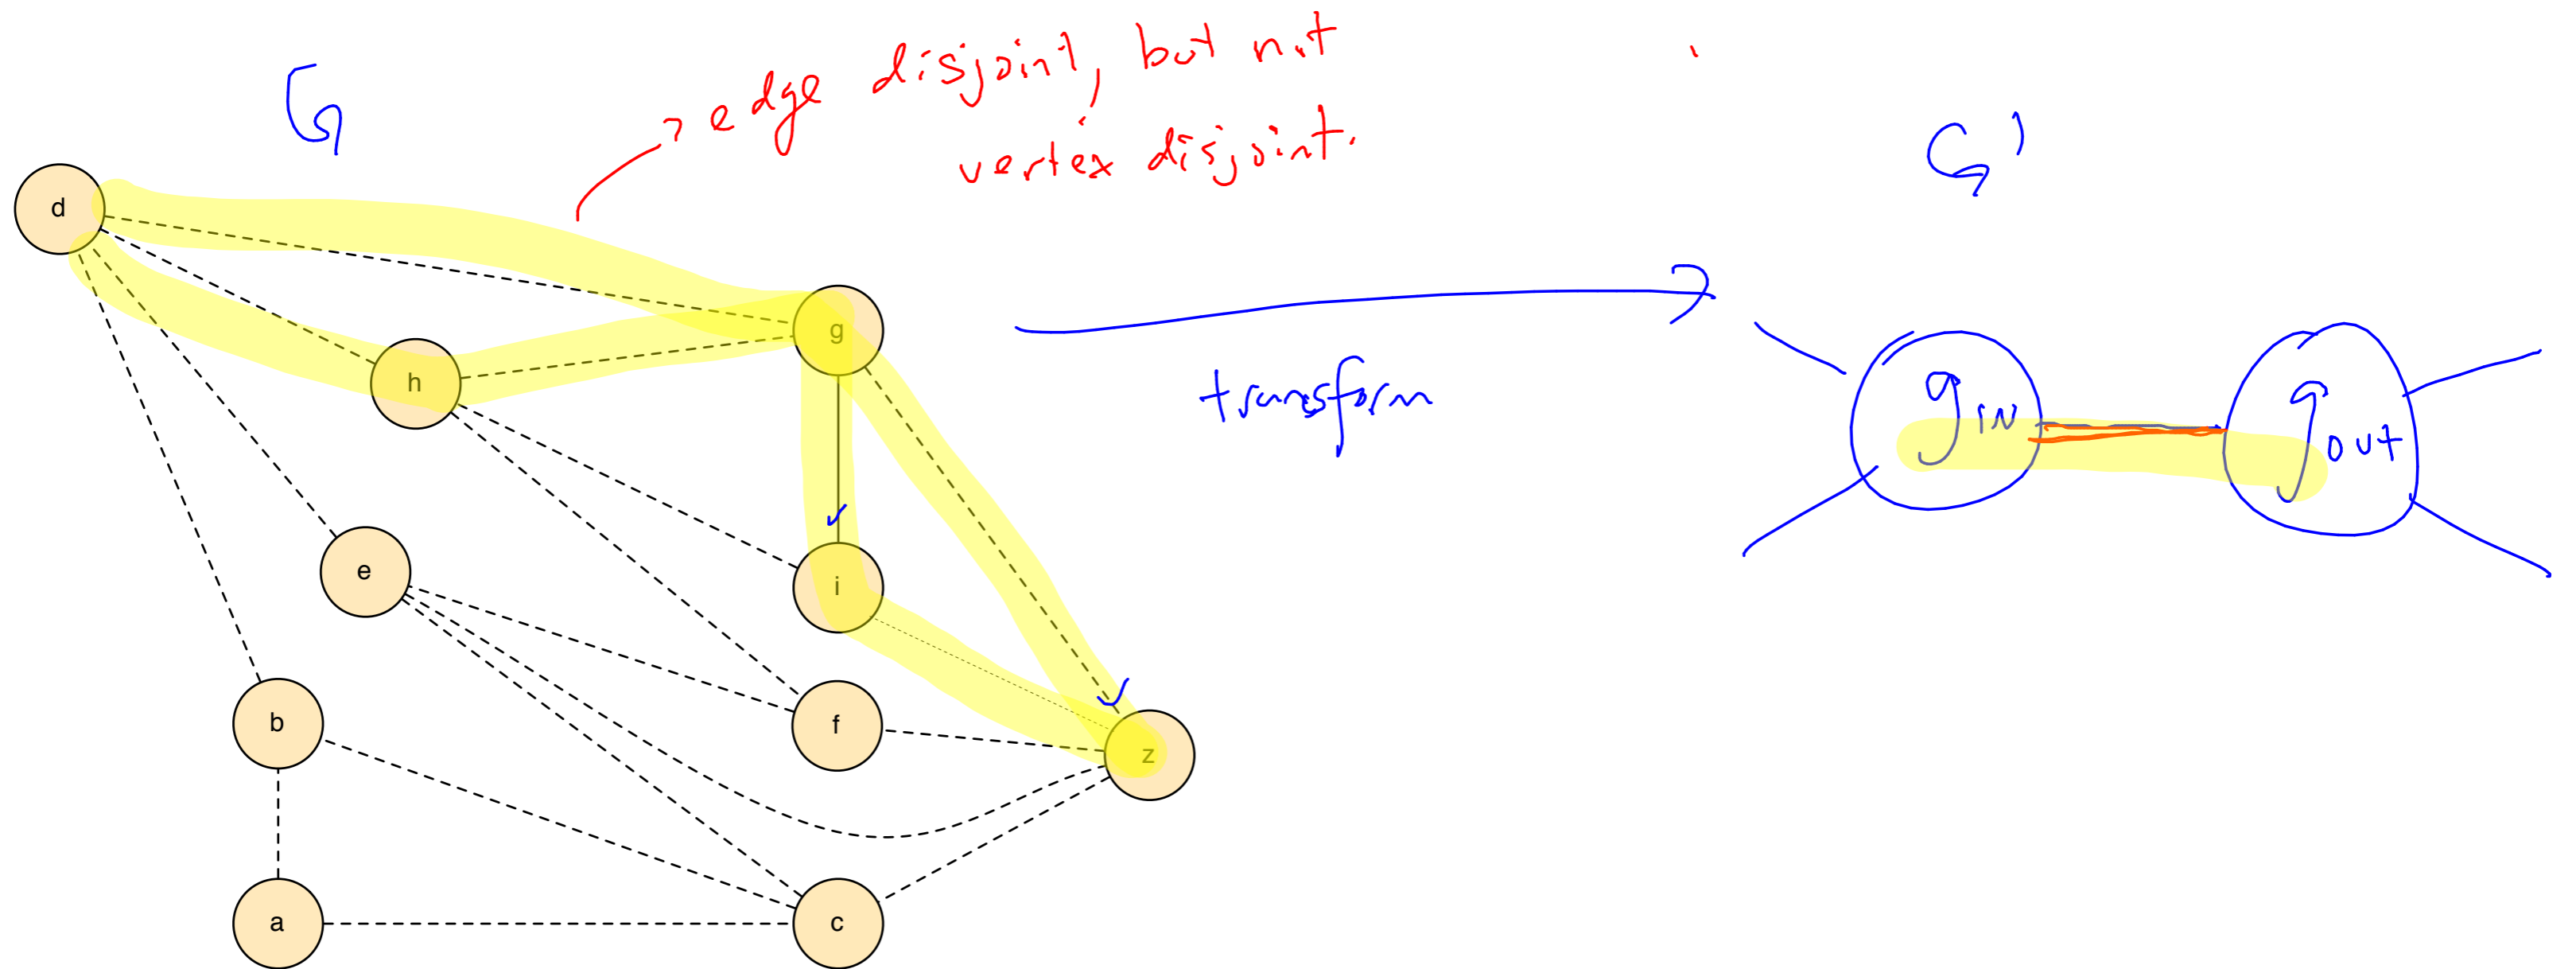 G
edge disjoint, but not
vertex disjoint.
G'
d
g
h
transform
g IN
g OUT
e
i
b
f
z
a
c